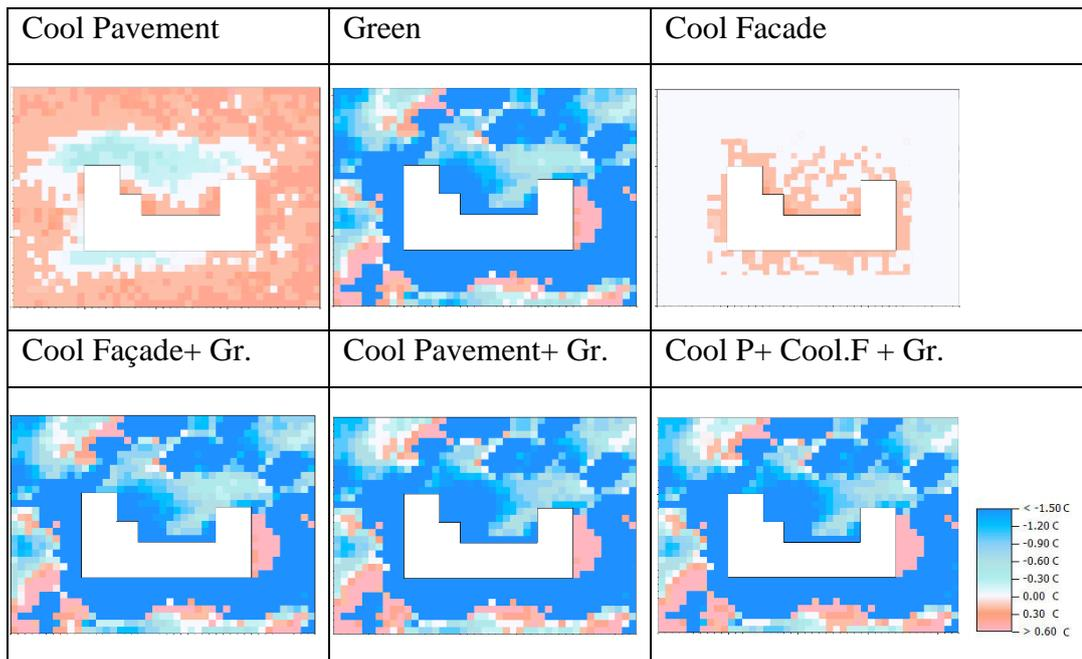 Cool Pavement
Green
Cool Facade
Cool Façade+ Gr.
Cool Pavement+ Gr.
Cool P+ Cool.F + Gr.
< -1.50 C
-1.20 C
-0.90 C
-0.60 C
-0.30 C
0.00 C
0.30 C
> 0.60 C